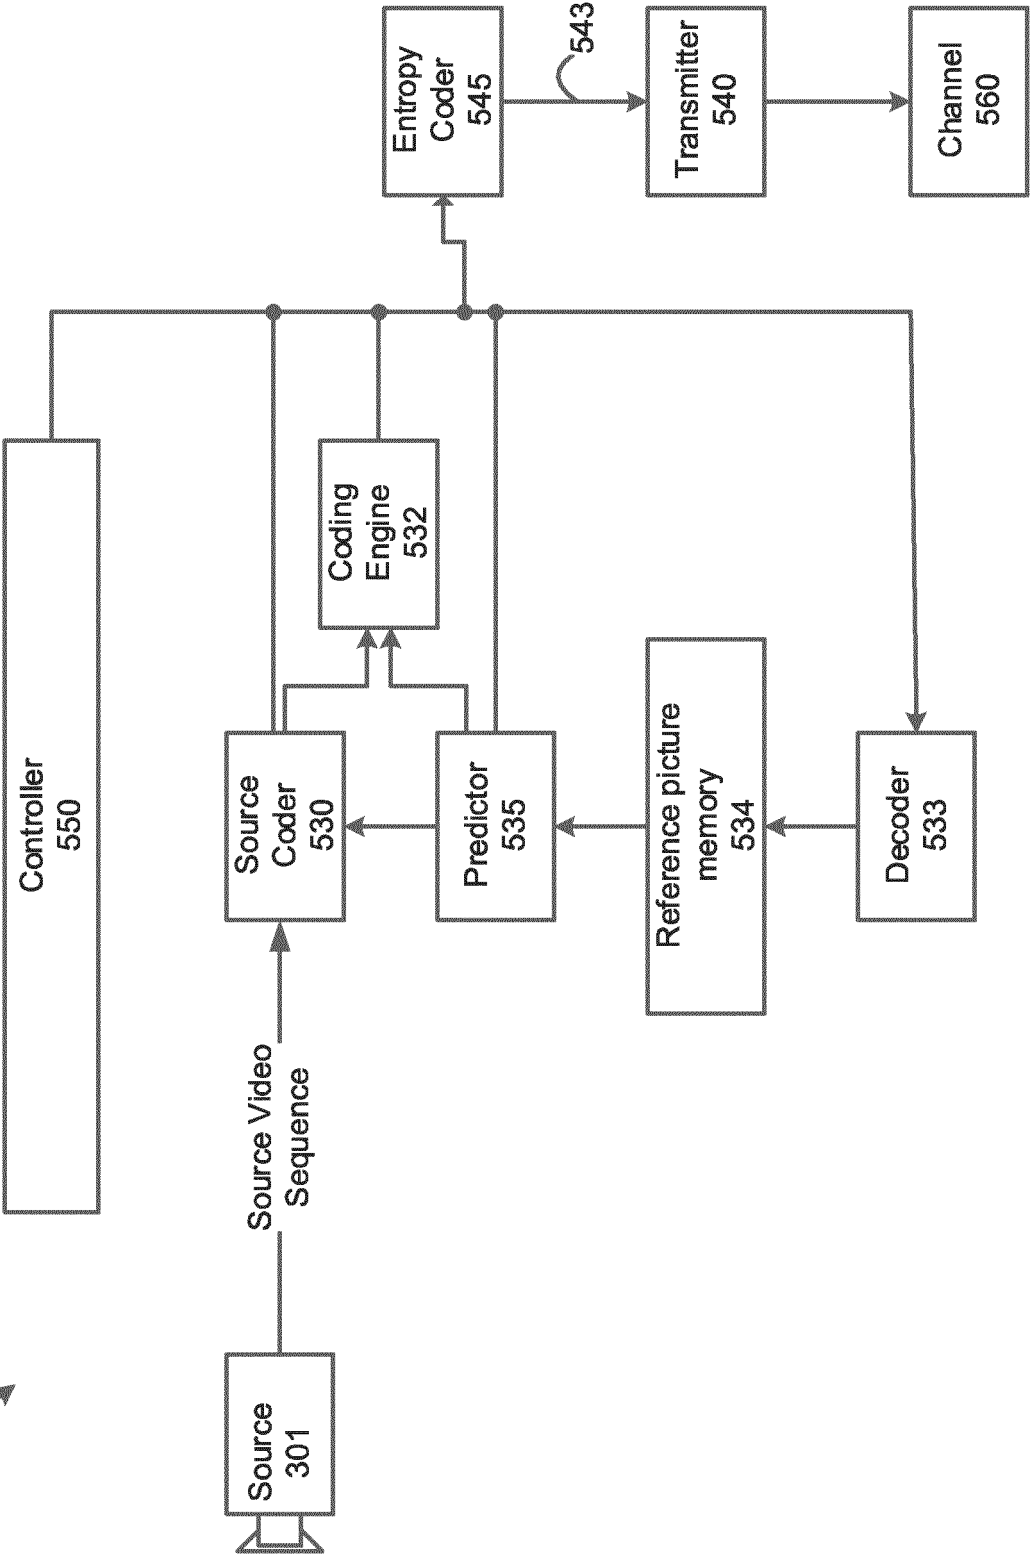 Controller
550
Source
301
Source Video
Sequence
Source
Coder
530
Coding
Engine
532
Predictor
535
Reference picture
memory
534
Decoder
533
Entropy
Coder
545
543
Transmitter
540
Channel
560